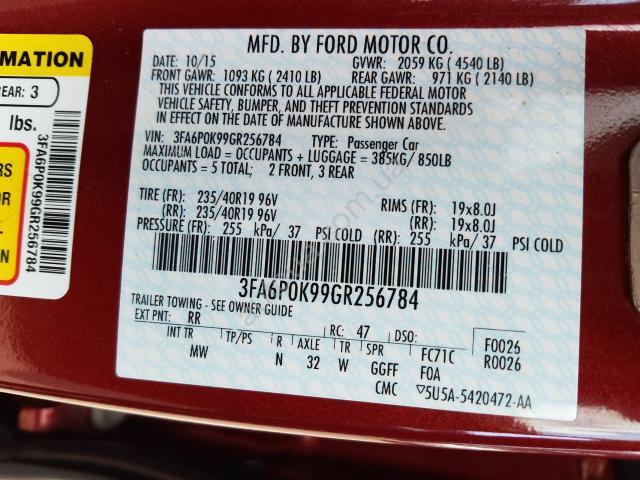 MFD. BY FORD MOTOR CO.
DATE: 10/15 GVWR: 2059 KG (4540 LB)
FRONT GAWR: 1093 KG (2410 LB) REAR GAWR: 971 KG (2140 LB)
THIS VEHICLE CONFORMS TO ALL APPLICABLE FEDERAL MOTOR
VEHICLE SAFETY, BUMPER, AND THEFT PREVENTION STANDARDS
IN EFFECT ON THE DATE OF MANUFACTURE SHOWN ABOVE.
VIN: 3FA6P0K99GR256784 TYPE: Passenger Car
MAXIMUM LOAD = OCCUPANTS + LUGGAGE = 385KG/ 850LB
OCCUPANTS = 5 TOTAL; 2 FRONT, 3 REAR
TIRE (FR): 235/40R19 96V RIMS (FR): 19x8.0J
(RR): 235/40R19 96V (RR): 19x8.0J
PRESSURE (FR): 255 kPa/ 37 PSI COLD (RR): 255 kPa/ 37 PSI COLD
3FA6P0K99GR256784
TRAILER TOWING - SEE OWNER GUIDE
EXT PNT: RR RC: 47 DSO: F0026
R0026
INT TR TP/PS R AXLE TR SPR FC71C
MW N 32 W GGFF F0A
CMC 5U5A-5420472-AA
RMATION
EAR: 3
lbs.
3FA6P0K99GR256784
RS
OR
L
G.